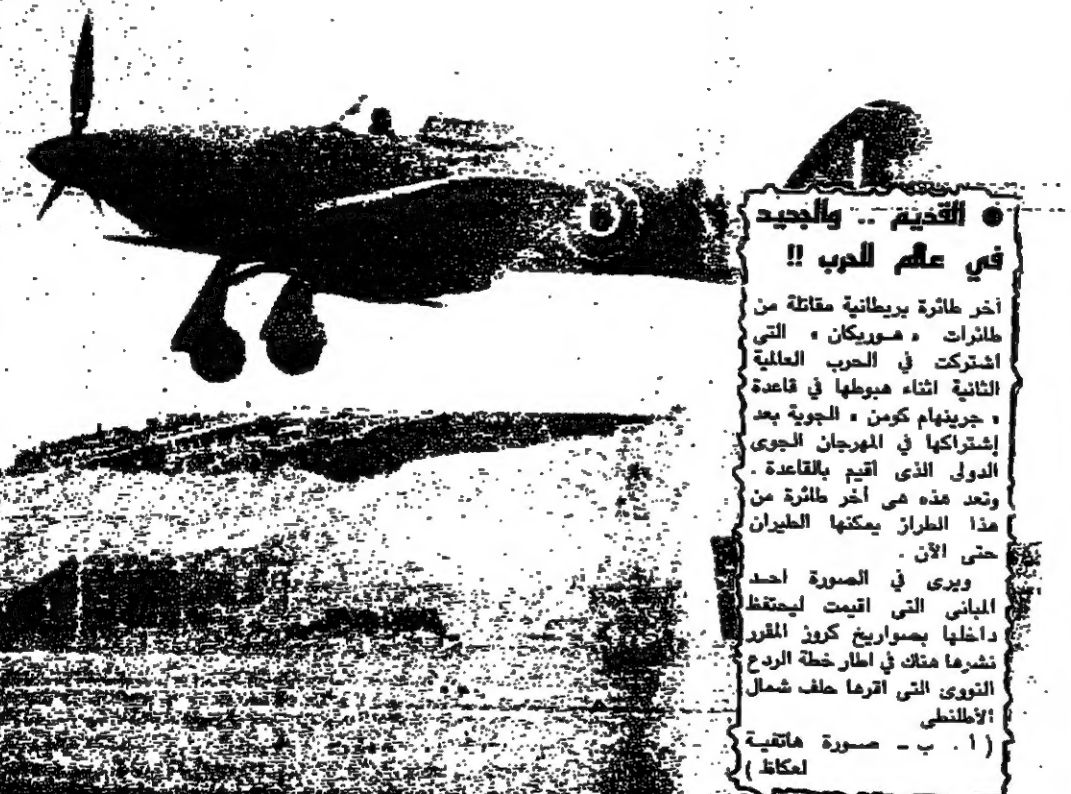 ● القديم .. والجديد
في عالم الحرب !!
آخر طائرة بريطانية مقاتلة من
طائرات « هوريكان » التى
اشتركت في الحرب العالمية
الثانية اثناء هبوطها في قاعدة
« جرينهام كومن » الجوية بعد
إشتراكها في المهرجان الجوى
الدولى الذى اقيم بالقاعدة .
وتعد هذه هى آخر طائرة من
هذا الطراز يمكنها الطيران
حتى الآن .
ويرى في الصورة احد
المبانى التى اقيمت ليحتفظ
داخلها بصواريخ كروز المقرر
نشرها هناك في اطار خطة الردع
النووى التى اقرها حلف شمال
الأطلنطى
( أ . ب ـ صورة هاتفية
لعكاظ )